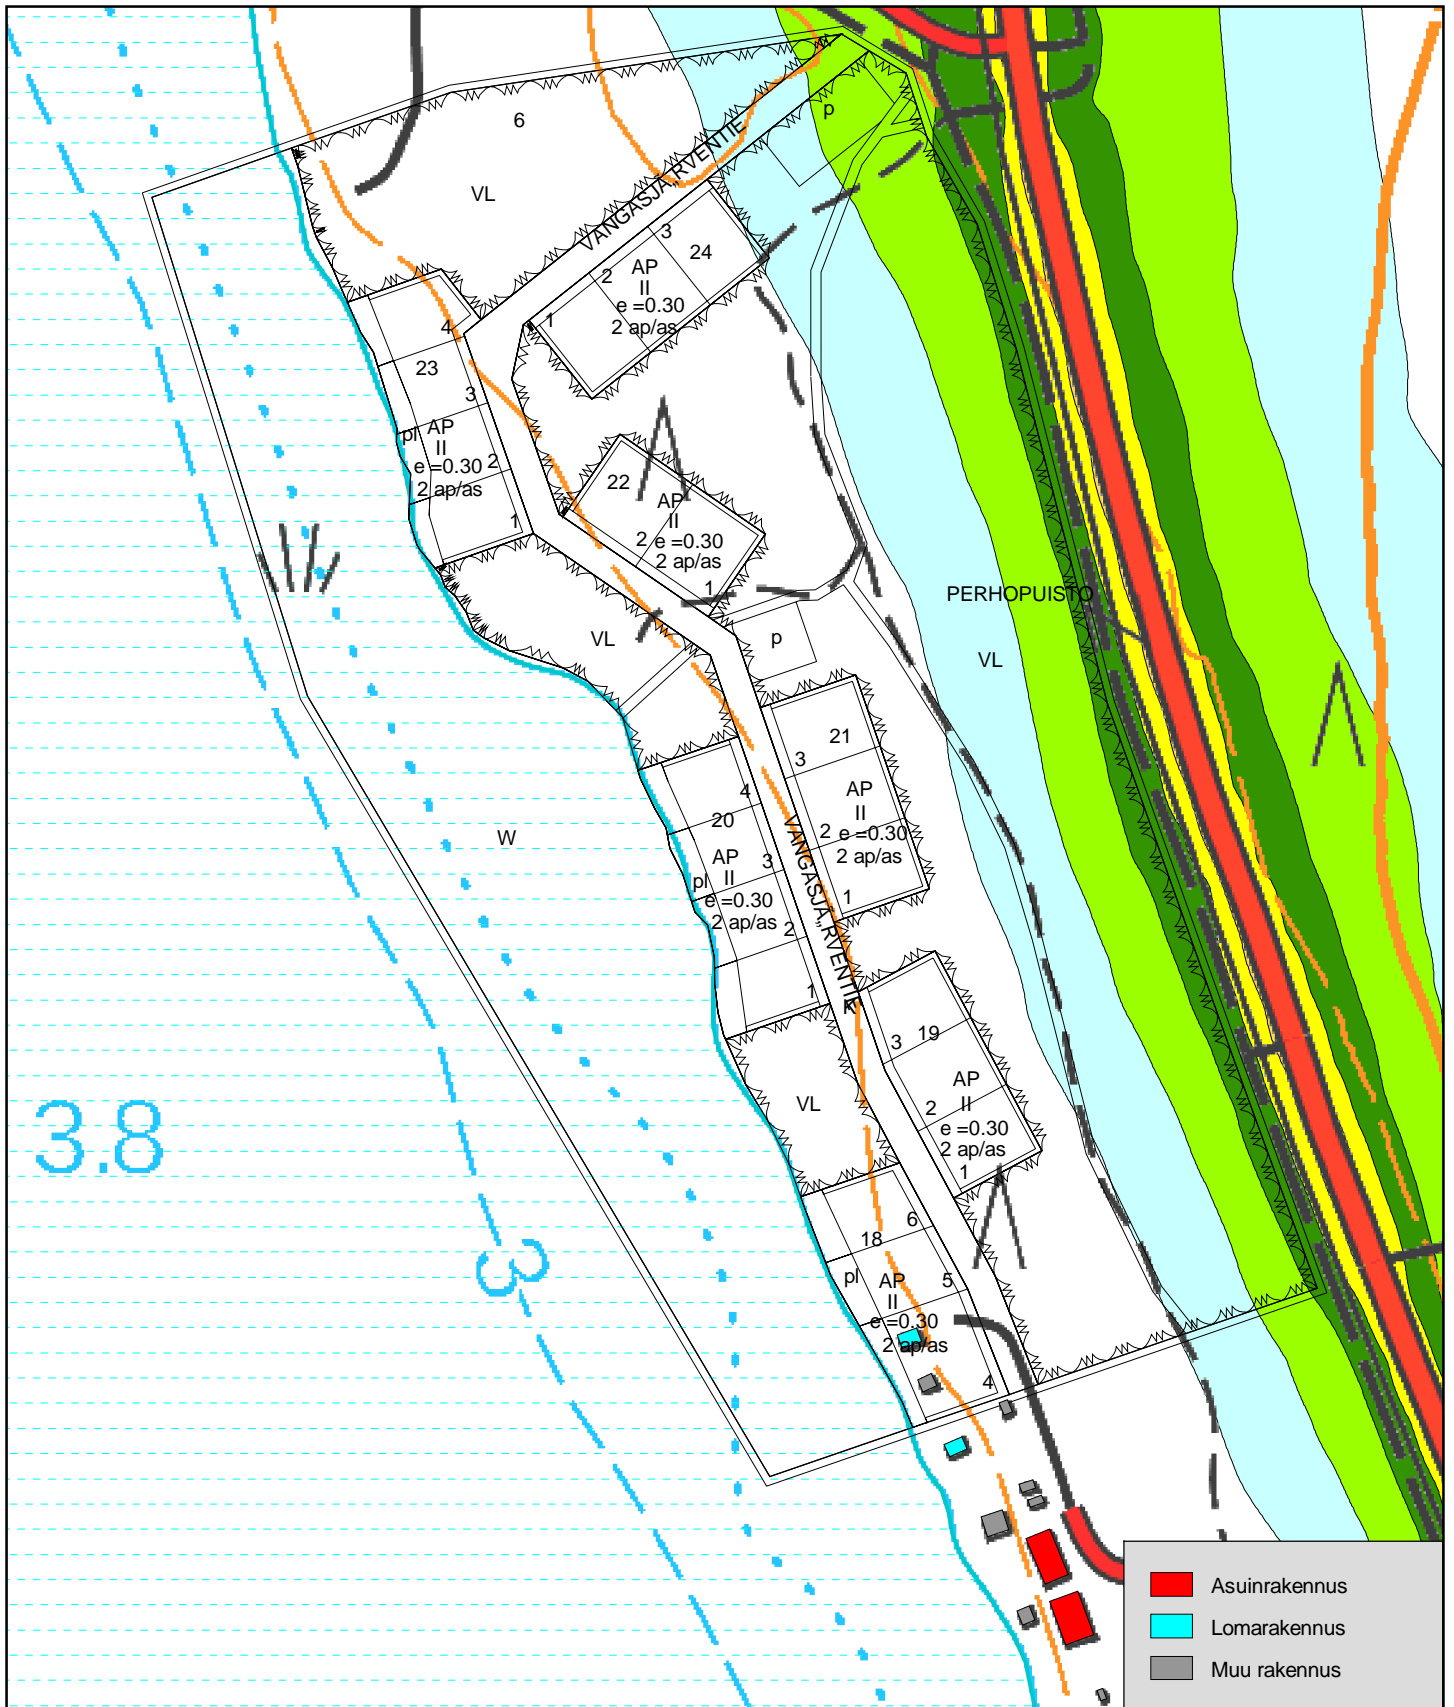 6
p
VL
VANGASJÄ„RVENTIE
3
24
2
AP
II
e =0.30
2 ap/as
1
4
23
3
pl
AP
II
e =0.30
2
2 ap/as
1
22
AP
II
2
e =0.30
2 ap/as
1
PERHOPUISTO
VL
VL
p
21
3
AP
II
2
e =0.30
2 ap/as
1
4
20
AP
3
pl
II
e =0.30
2 ap/as
2
1
VANGASJÄ„RVENTIE
W
3
19
AP
II
2
e =0.30
2 ap/as
1
VL
3.8
3
6
18
pl
AP
5
II
e =0.30
2 ap/as
4
Asuinrakennus
Lomarakennus
Muu rakennus